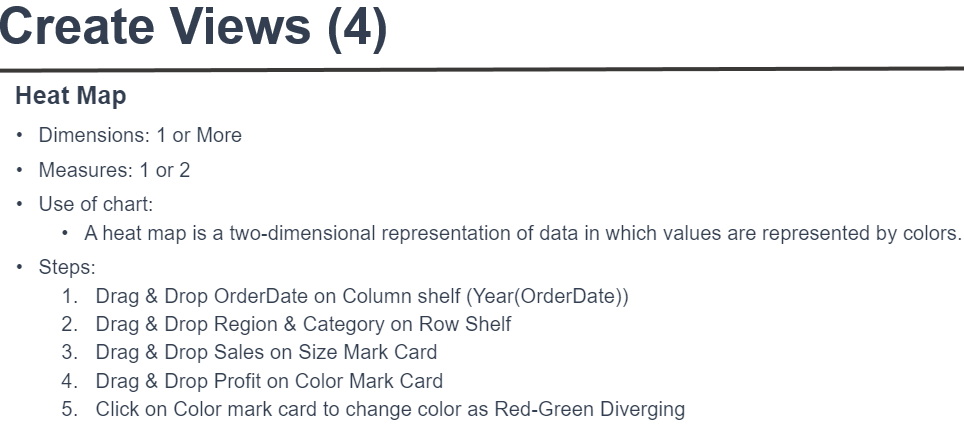 Create Views (4)
Heat Map
• Dimensions: 1 or More
• Measures: 1 or 2
• Use of chart:
• A heat map is a two-dimensional representation of data in which values are represented by colors.
• Steps:
1. Drag & Drop OrderDate on Column shelf (Year(OrderDate))
2. Drag & Drop Region & Category on Row Shelf
3. Drag & Drop Sales on Size Mark Card
4. Drag & Drop Profit on Color Mark Card
5. Click on Color mark card to change color as Red-Green Diverging